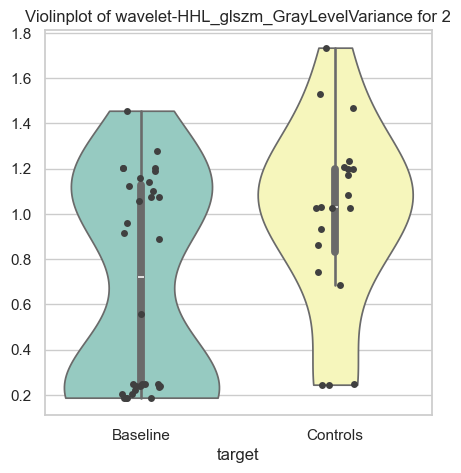 Violinplot of wavelet-HHL_glszm_GrayLevelVariance for 2
1.8
1.6
1.4
1.2
1.0
0.8
0.6
0.4
0.2
Baseline
Controls
target